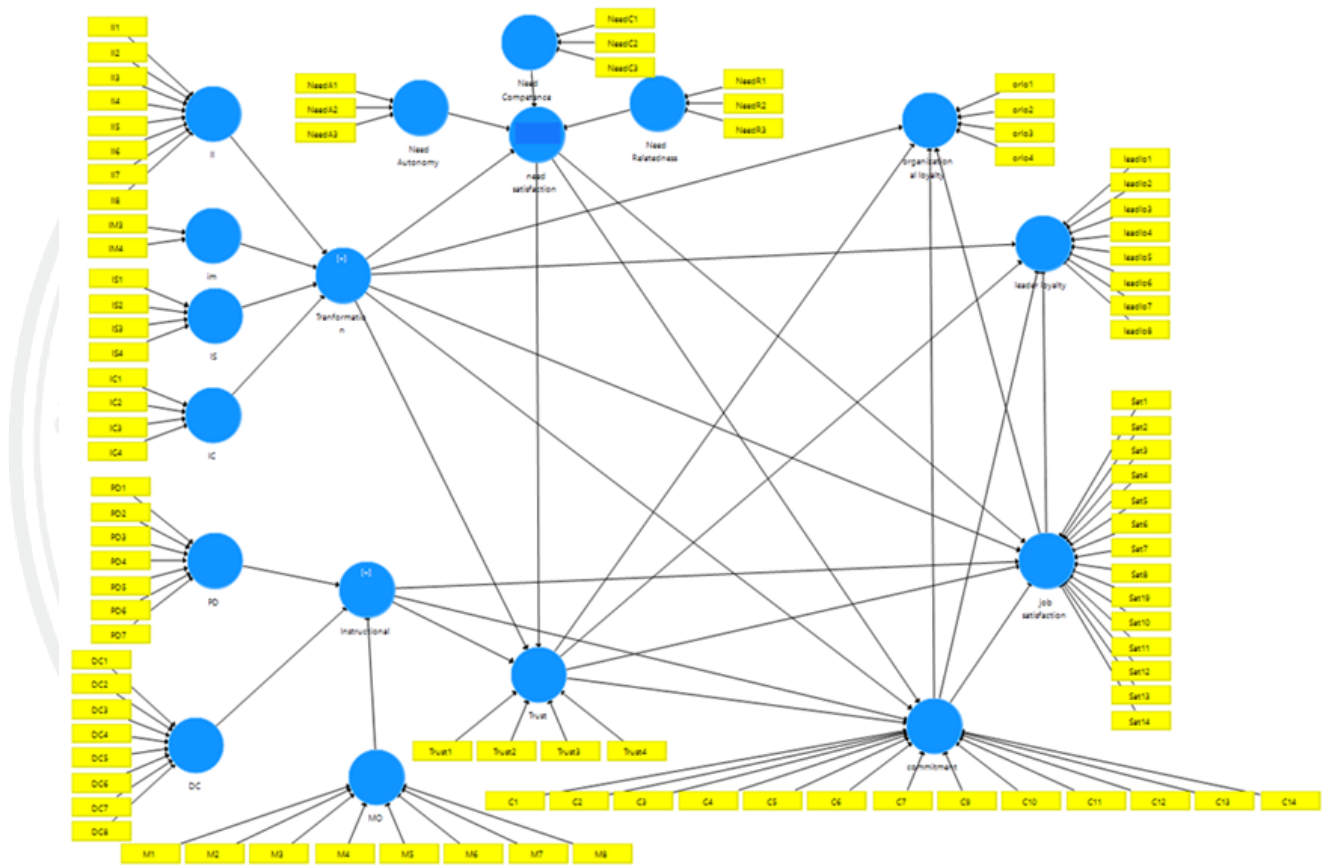 II1
II2
II3
II4
II5
II6
II7
II8
II
IM3
IM4
im
IS1
IS2
IS3
IS4
IS
IC1
IC2
IC3
IC4
IC
[+]
Tranformatio
n
NeedA1
NeedA2
NeedA3
Need
Autonomy
NeedC1
NeedC2
NeedC3
Need
Competance
NeedR1
NeedR2
NeedR3
Need
Relatedness
need
satisfaction
orlo1
orlo2
orlo3
orlo4
organization
al loyalty
leadlo1
leadlo2
leadlo3
leadlo4
leadlo5
leadlo6
leadlo7
leadlo8
leader loyalty
PD1
PD2
PD3
PD4
PD5
PD6
PD7
PD
[+]
Instructional
DC1
DC2
DC3
DC4
DC5
DC6
DC7
DC8
DC
MO
M1
M2
M3
M4
M5
M6
M7
M8
Trust
Trust1
Trust2
Trust3
Trust4
Sat1
Sat2
Sat3
Sat4
Sat5
Sat6
Sat7
Sat8
Sat19
Sat10
Sat11
Sat12
Sat13
Sat14
job
satisfaction
commitment
C1
C2
C3
C4
C5
C6
C7
C9
C10
C11
C12
C13
C14